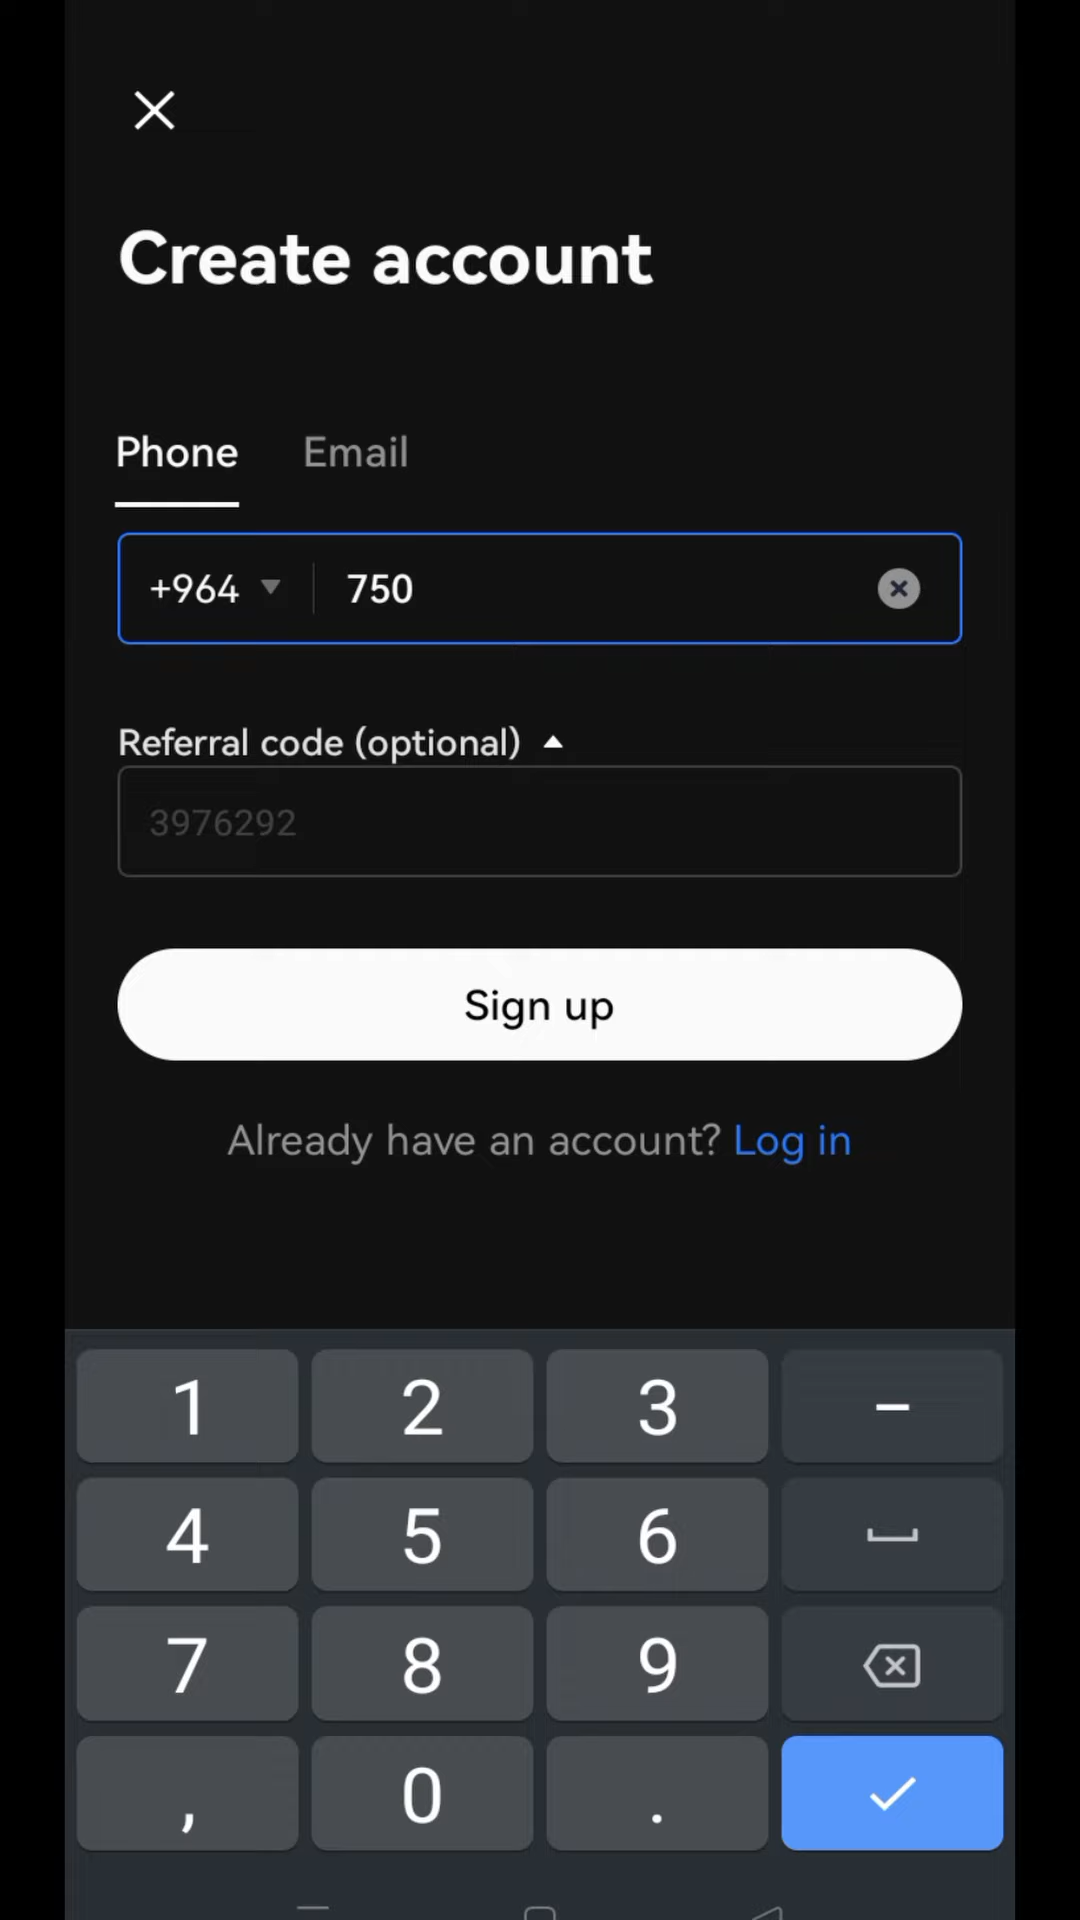 Create account
Phone Email
+964 750
Referral code (optional)
3976292
Sign up
Already have an account? Log in
1 2 3 –
4 5 6
7 8 9
, 0 .